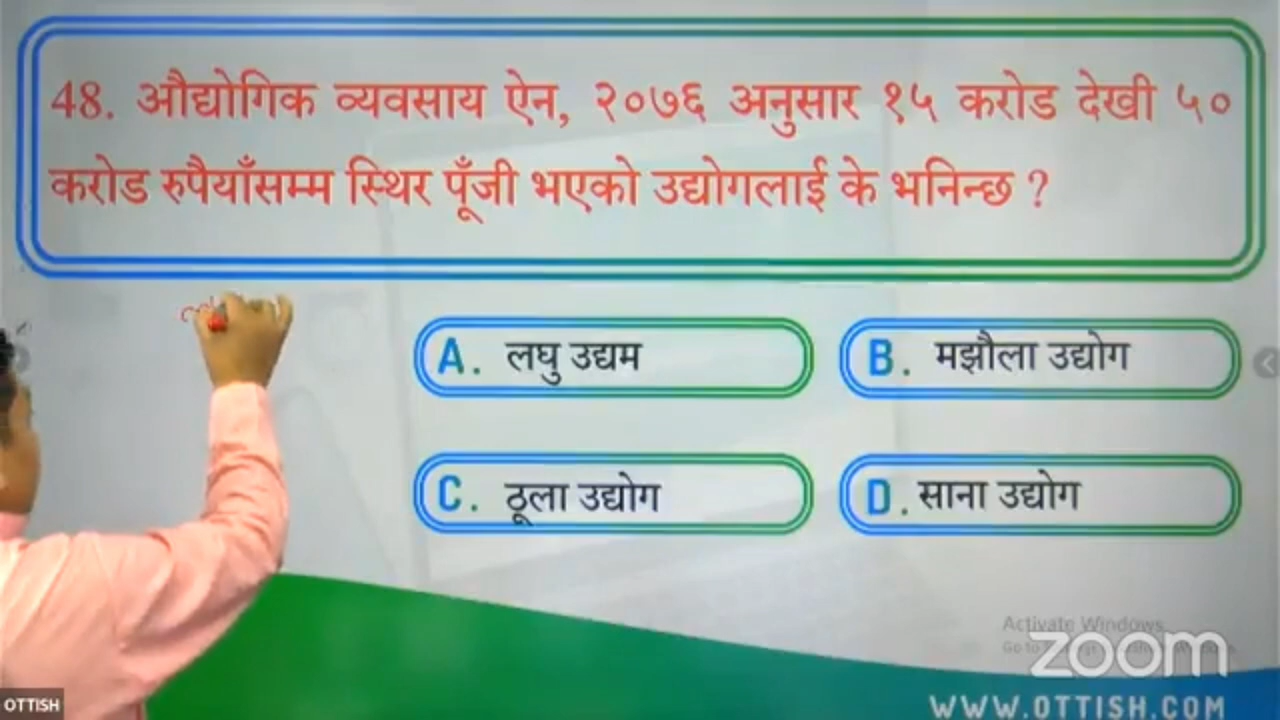 48. औद्योगिक व्यवसाय ऐन, २०७६ अनुसार १५ करोड देखी ५०
करोड रुपैयाँसम्म स्थिर पूँजी भएको उद्योगलाई के भनिन्छ ?
A. लघु उद्यम
B. मझौला उद्योग
C. ठूला उद्योग
D. साना उद्योग
Activate Windows
zoom
OTTISH
WWW.OTTISH.COM